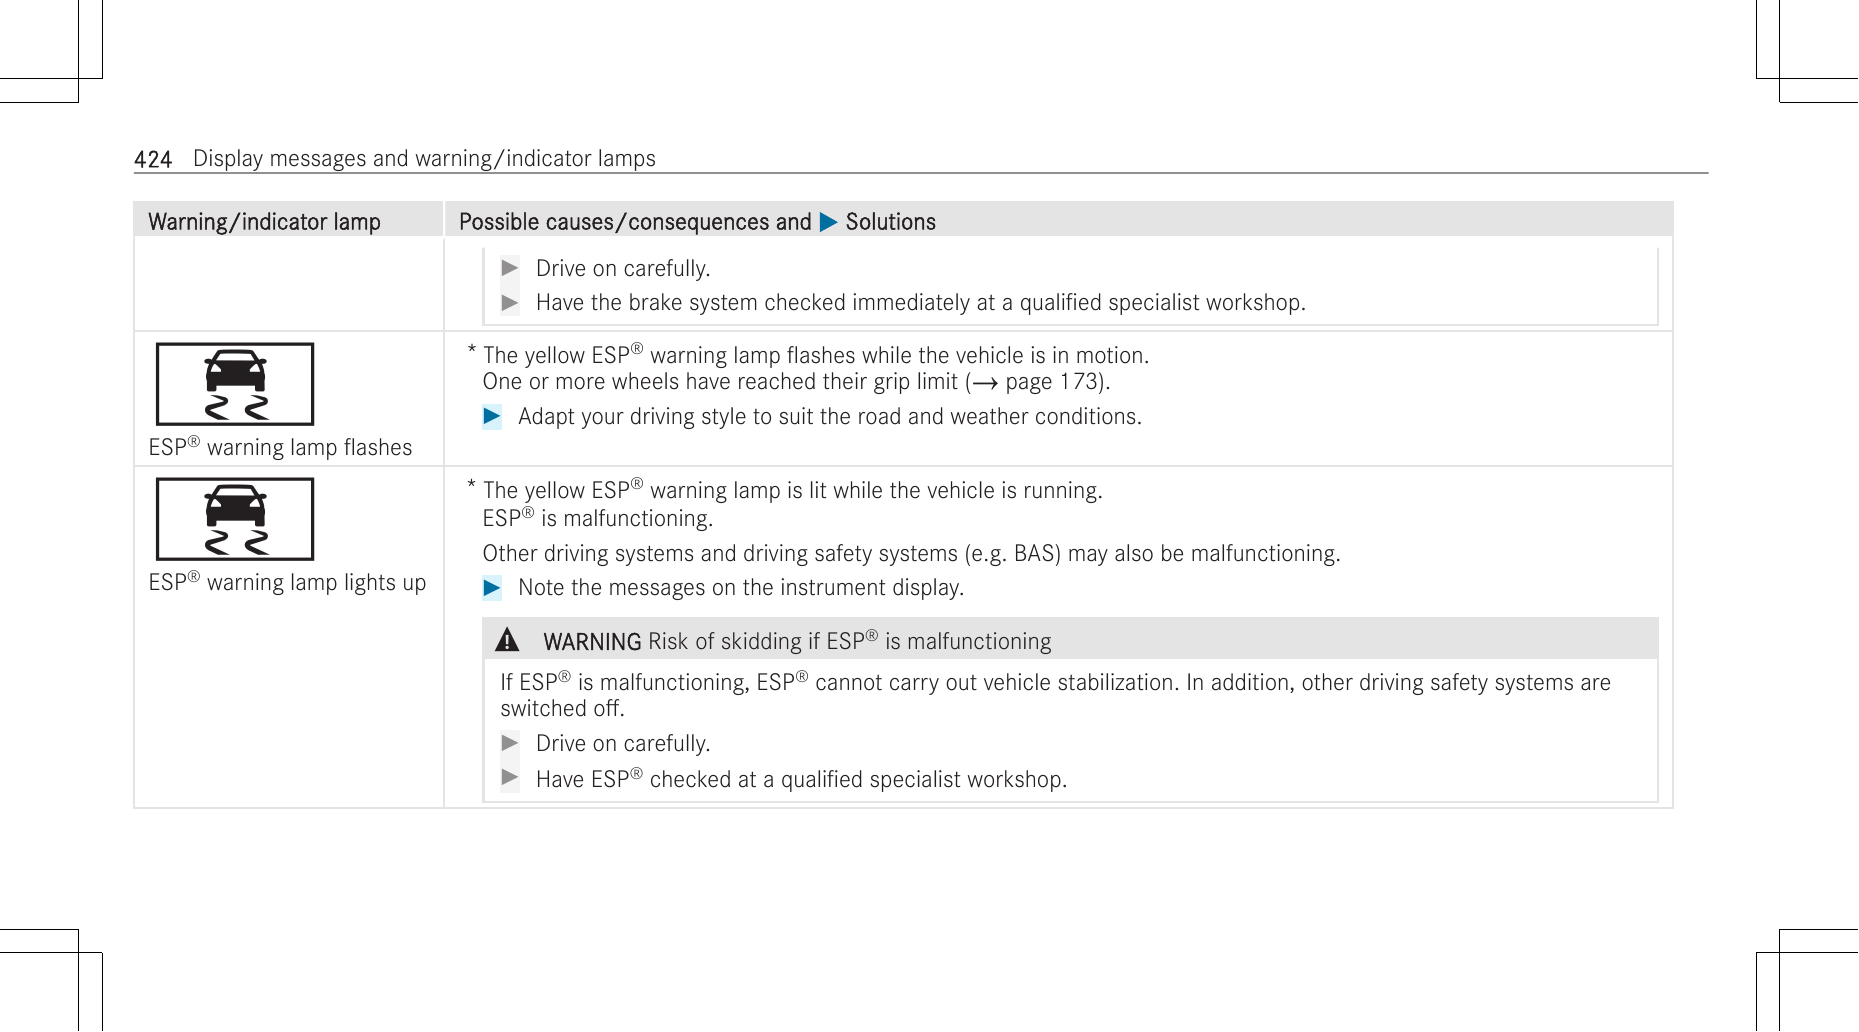 424 Display messages and warning/indicator lamps
Warning/indicator lamp
Possible causes/consequences and ▶ Solutions
▶ Drive on carefully.
▶ Have the brake system checked immediately at a qualified specialist workshop.
ESP® warning lamp flashes
* The yellow ESP® warning lamp flashes while the vehicle is in motion.
One or more wheels have reached their grip limit (→ page 173).
▶ Adapt your driving style to suit the road and weather conditions.
ESP® warning lamp lights up
* The yellow ESP® warning lamp is lit while the vehicle is running.
ESP® is malfunctioning.
Other driving systems and driving safety systems (e.g. BAS) may also be malfunctioning.
▶ Note the messages on the instrument display.
⚠ WARNING Risk of skidding if ESP® is malfunctioning
If ESP® is malfunctioning, ESP® cannot carry out vehicle stabilization. In addition, other driving safety systems are
switched off.
▶ Drive on carefully.
▶ Have ESP® checked at a qualified specialist workshop.